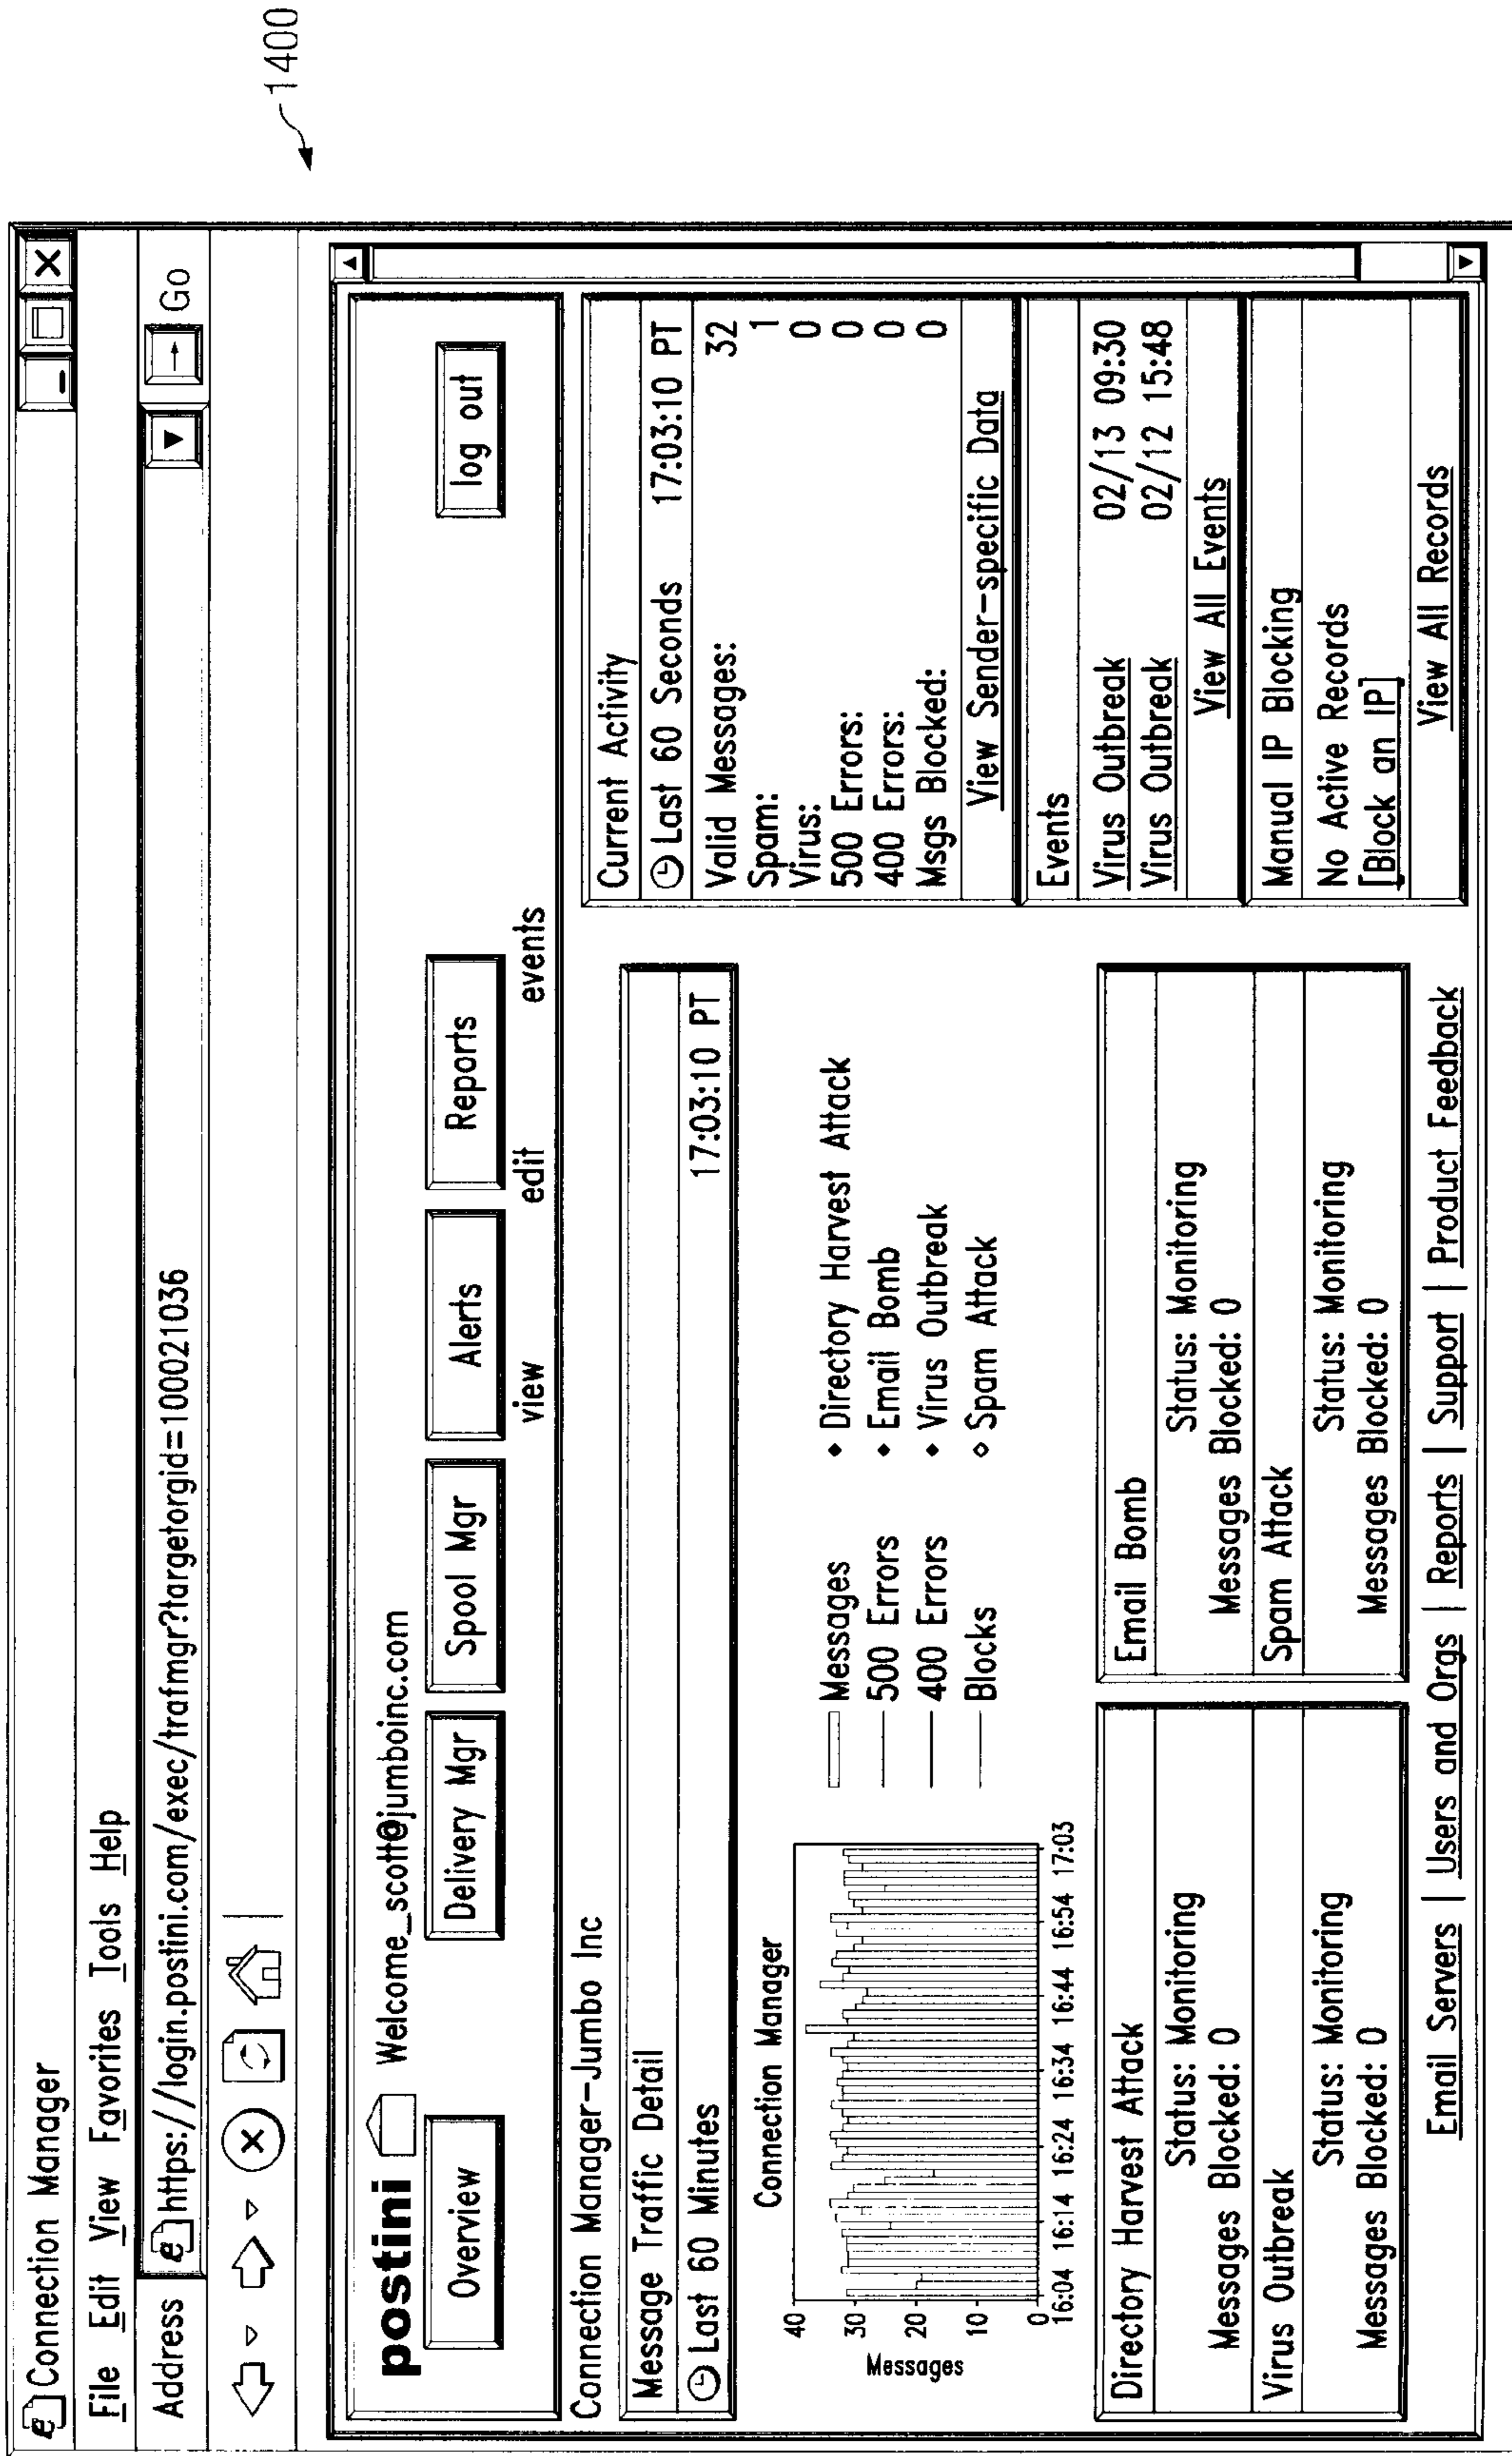 1400
Connection Manager
File Edit View Favorites Tools Help
Address https://login.postini.com/exec/trafmgr?targetorgid=100021036 Go
postini Welcome_scott@jumboinc.com
Overview Delivery Mgr Spool Mgr Alerts Reports log out
view edit events
Connection Manager-Jumbo Inc
Message Traffic Detail
Last 60 Minutes 17:03:10 PT
Connection Manager
Messages
40
30
20
10
0
16:04 16:14 16:24 16:34 16:44 16:54 17:03
Messages
500 Errors
400 Errors
Blocks
Directory Harvest Attack
Email Bomb
Virus Outbreak
Spam Attack
Directory Harvest Attack
Status: Monitoring
Messages Blocked: 0
Virus Outbreak
Status: Monitoring
Messages Blocked: 0
Email Bomb
Status: Monitoring
Messages Blocked: 0
Spam Attack
Status: Monitoring
Messages Blocked: 0
Current Activity
Last 60 Seconds 17:03:10 PT
Valid Messages: 32
Spam: 1
Virus: 0
500 Errors: 0
400 Errors: 0
Msgs Blocked: 0
View Sender-specific Data
Events
Virus Outbreak 02/13 09:30
Virus Outbreak 02/12 15:48
View All Events
Manual IP Blocking
No Active Records
[Block an IP]
View All Records
Email Servers | Users and Orgs | Reports | Support | Product Feedback